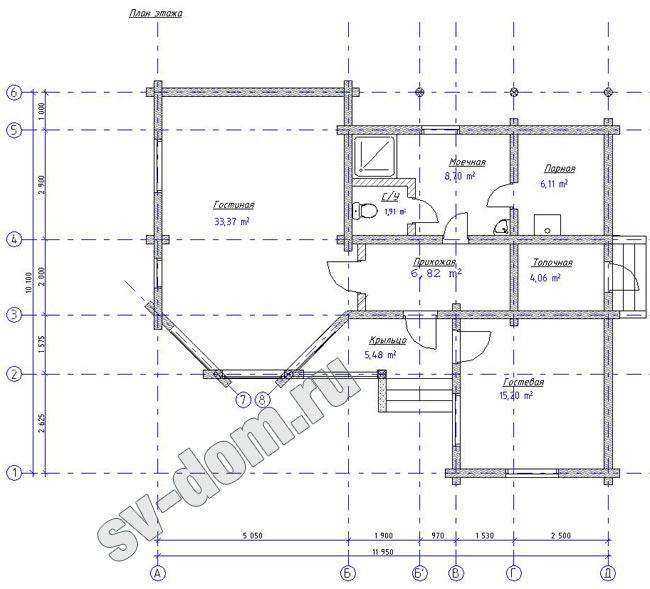 План этажа
6
5
4
3
2
1
1 000
2 900
2 000
1 575
2 625
10 100
Гостиная
33,37 m²
Моечная
8,70 m²
Парная
6,11 m²
С/У
1,91 m²
Прихожая
6, 82 m²
Топочная
4,06 m²
Крыльцо
5,48 m²
Гостевая
15,20 m²
7
8
5 050
1 900
970
1 530
2 500
11 950
А
Б
Б'
В
Г
Д
sv-dom.ru